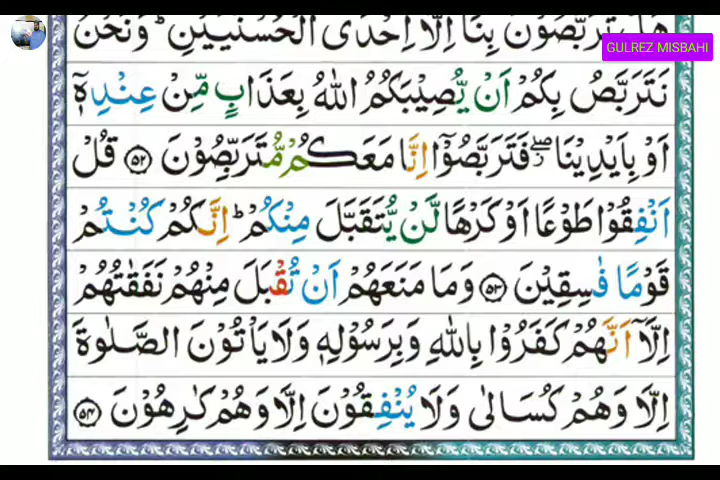 هَلْ تَرَبَّصُوْنَ بِنَاۤ اِلَّاۤ اِحْدَى الْحُسْنَيَيْنِؕ وَنَحْنُ
GULREZ MISBAHI
نَتَرَبَّصُ بِكُمْ اَنْ يُّصِيْبَكُمُ اللّٰهُ بِعَذَابٍ مِّنْ عِنْدِهٖۤ
اَوْ بِاَيْدِيْنَا ۖ فَتَرَبَّصُوْۤا اِنَّا مَعَكُمْ مُّتَرَبِّصُوْنَ ۝۵۲ قُلْ
اَنْفِقُوْا طَوْعًا اَوْ كَرْهًا لَّنْ يُّتَقَبَّلَ مِنْكُمْؕ اِنَّكُمْ كُنْتُمْ
قَوْمًا فٰسِقِيْنَ ۝۵۳ وَمَا مَنَعَهُمْ اَنْ تُقْبَلَ مِنْهُمْ نَفَقٰتُهُمْ
اِلَّاۤ اَنَّهُمْ كَفَرُوْا بِاللّٰهِ وَبِرَسُوْلِهٖ وَلَا يَاْتُوْنَ الصَّلٰوةَ
اِلَّا وَهُمْ كُسَالٰى وَلَا يُنْفِقُوْنَ اِلَّا وَهُمْ كٰرِهُوْنَ ۝۵۴